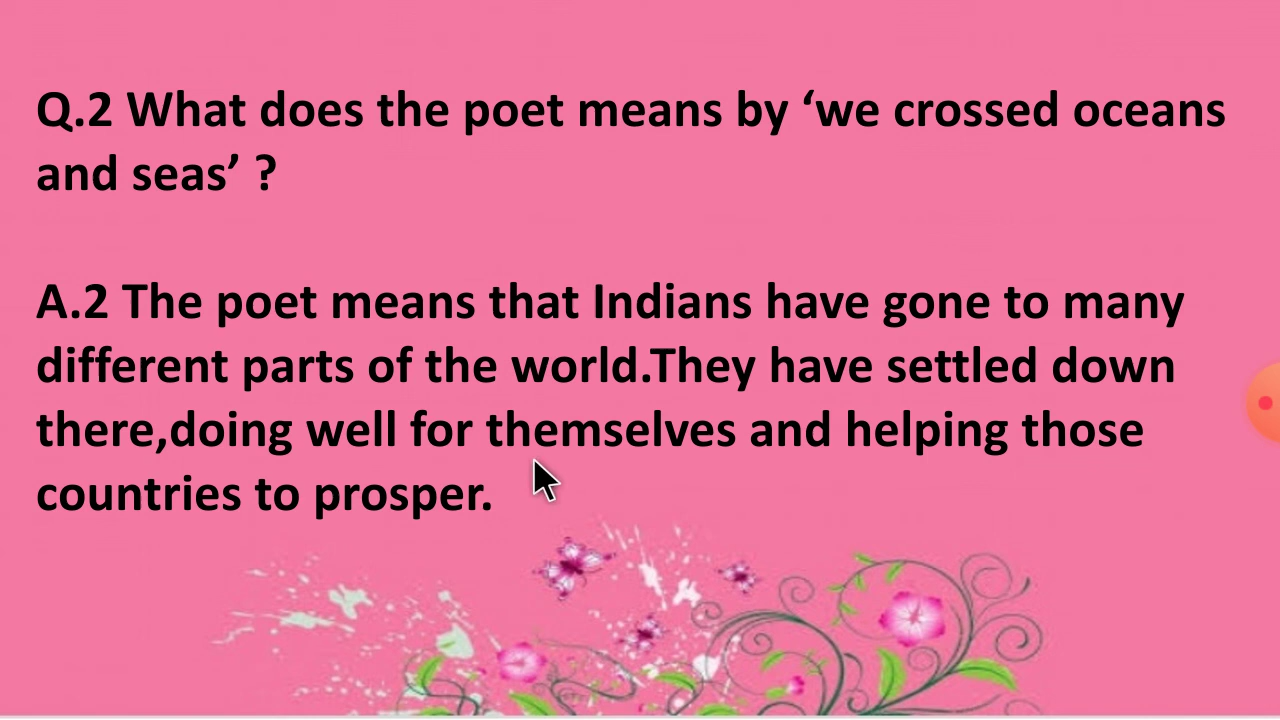 Q.2 What does the poet means by ‘we crossed oceans
and seas’ ?
A.2 The poet means that Indians have gone to many
different parts of the world.They have settled down
there,doing well for themselves and helping those
countries to prosper.